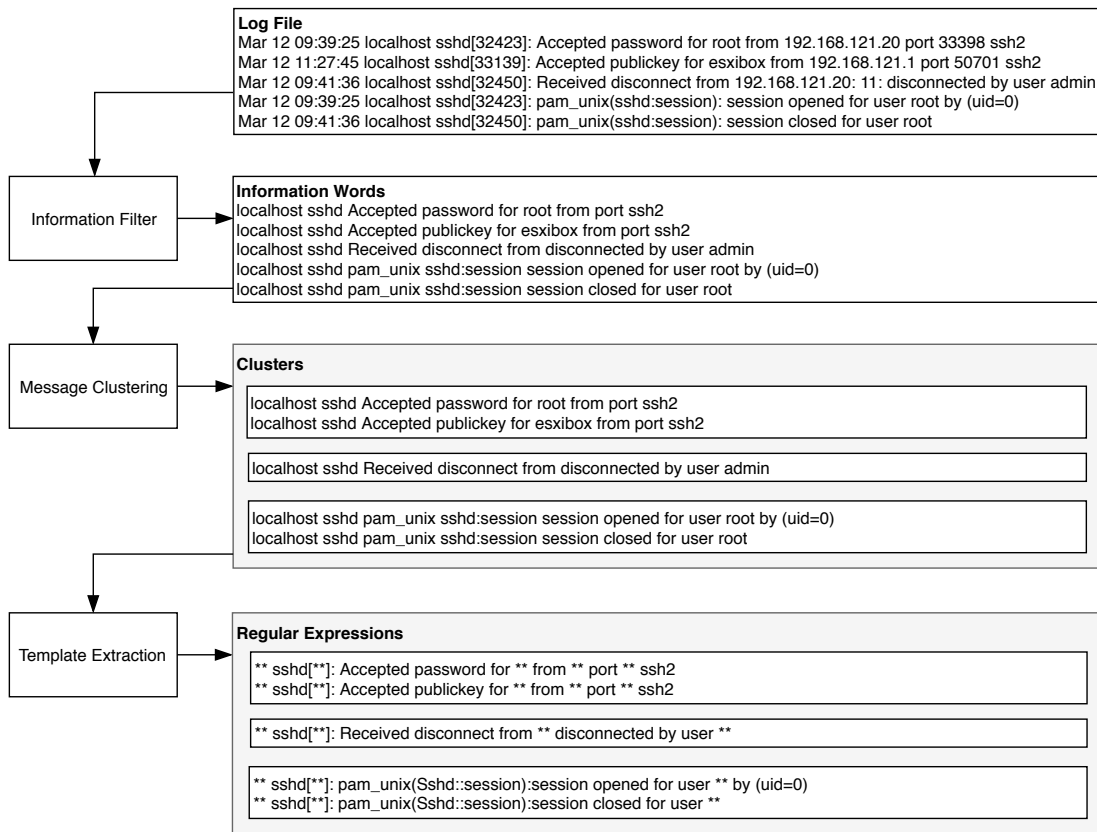 Log File
Mar 12 09:39:25 localhost sshd[32423]: Accepted password for root from 192.168.121.20 port 33398 ssh2
Mar 12 11:27:45 localhost sshd[33139]: Accepted publickey for esxibox from 192.168.121.1 port 50701 ssh2
Mar 12 09:41:36 localhost sshd[32450]: Received disconnect from 192.168.121.20: 11: disconnected by user admin
Mar 12 09:39:25 localhost sshd[32423]: pam_unix(sshd:session): session opened for user root by (uid=0)
Mar 12 09:41:36 localhost sshd[32450]: pam_unix(sshd:session): session closed for user root
Information Filter
Information Words
localhost sshd Accepted password for root from port ssh2
localhost sshd Accepted publickey for esxibox from port ssh2
localhost sshd Received disconnect from disconnected by user admin
localhost sshd pam_unix sshd:session session opened for user root by (uid=0)
localhost sshd pam_unix sshd:session session closed for user root
Message Clustering
Clusters
localhost sshd Accepted password for root from port ssh2
localhost sshd Accepted publickey for esxibox from port ssh2
localhost sshd Received disconnect from disconnected by user admin
localhost sshd pam_unix sshd:session session opened for user root by (uid=0)
localhost sshd pam_unix sshd:session session closed for user root
Template Extraction
Regular Expressions
** sshd[**]: Accepted password for ** from ** port ** ssh2
** sshd[**]: Accepted publickey for ** from ** port ** ssh2
** sshd[**]: Received disconnect from ** disconnected by user **
** sshd[**]: pam_unix(Sshd::session):session opened for user ** by (uid=0)
** sshd[**]: pam_unix(Sshd::session):session closed for user **